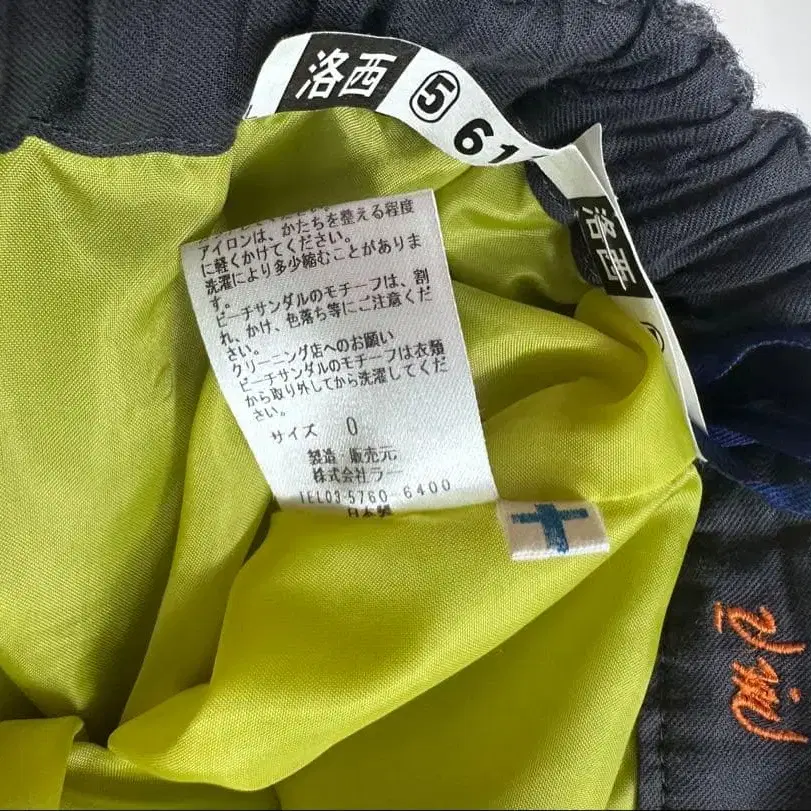 洛西 ⑤ 61
洛西
アイロンは、かたちを整える程度
に軽くかけてください。
洗濯により多少縮むことがありま
す。
ビーチサンダルのモチーフは、割
れ、かけ、色落ち等にご注意くだ
さい。
クリーニング店へのお願い
ビーチサンダルのモチーフは衣類
から取り外してから洗濯してくだ
さい。
サイズ 0
製造 販売元
株式会社ラー
TEL03-5760-6400
日本製